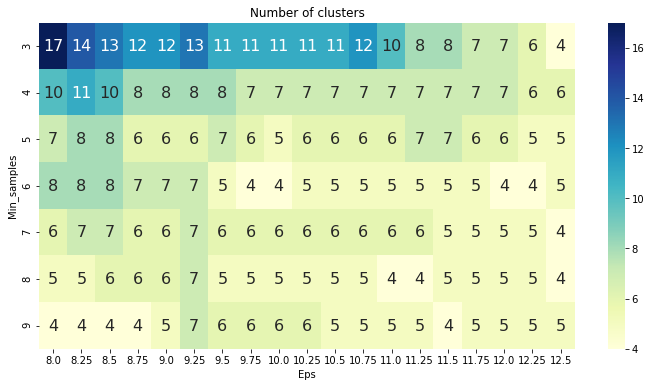 Number of clusters
3 17 14 13 12 12 13 11 11 11 11 11 12 10 8 8 7 7 6 4
4 10 11 10 8 8 8 8 7 7 7 7 7 7 7 7 7 7 6 6
5 7 8 8 6 6 6 7 6 5 6 6 6 6 7 7 6 6 5 5
6 8 8 8 7 7 7 5 4 4 5 5 5 5 5 5 5 4 4 5
7 6 7 7 6 6 7 6 6 6 6 6 6 6 6 5 5 5 5 4
8 5 5 6 6 6 7 5 5 5 5 5 5 4 4 5 5 5 5 4
9 4 4 4 4 5 7 6 6 6 6 5 5 5 5 4 5 5 5 5
8.0 8.25 8.5 8.75 9.0 9.25 9.5 9.75 10.0 10.25 10.5 10.75 11.0 11.25 11.5 11.75 12.0 12.25 12.5
Eps
Min_samples
16
14
12
10
8
6
4